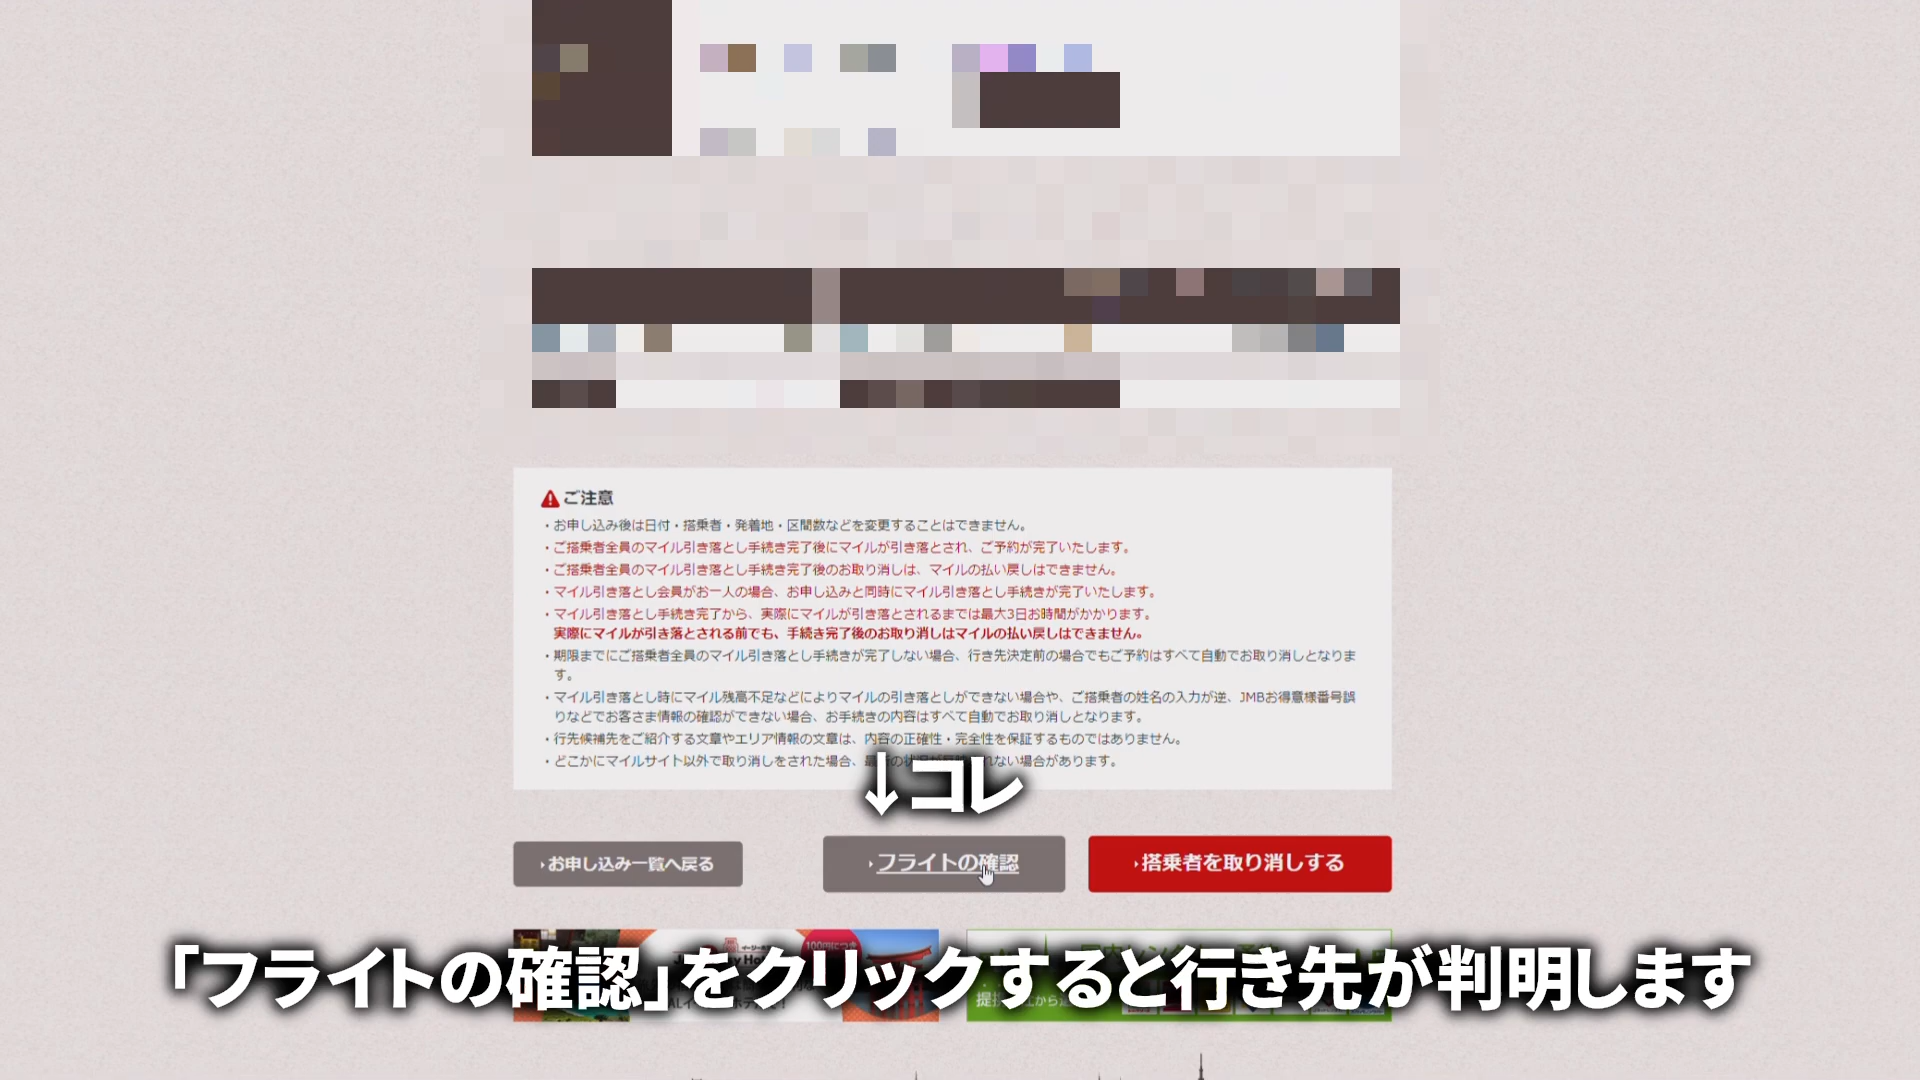 ご注意
・お申し込み後は日付・搭乗者・発着地・区間数などを変更することはできません。
・ご搭乗者全員のマイル引き落とし手続き完了後にマイルが引き落とされ、ご予約が完了いたします。
・ご搭乗者全員のマイル引き落とし手続き完了後のお取り消しは、マイルの払い戻しはできません。
・マイル引き落とし会員がお一人の場合、お申し込みと同時にマイル引き落とし手続きが完了いたします。
・マイル引き落とし手続き完了から、実際にマイルが引き落とされるまでは最大3日お時間がかかります。
実際にマイルが引き落とされる前でも、手続き完了後のお取り消しはマイルの払い戻しはできません。
・期限までにご搭乗者全員のマイル引き落とし手続きが完了しない場合、行き先決定前の場合でもご予約はすべて自動でお取り消しとなりま
す。
・マイル引き落とし時にマイル残高不足などによりマイルの引き落としができない場合や、ご搭乗者の姓名の入力が逆、JMBお得意様番号誤
りなどでお客さま情報の確認ができない場合、お手続きの内容はすべて自動でお取り消しとなります。
・行先候補先をご紹介する文章やエリア情報の文章は、内容の正確性・完全性を保証するものではありません。
・どこかにマイルサイト以外で取り消しをされた場合、れない場合があります。
↓コレ
お申し込み一覧へ戻る
フライトの確認
搭乗者を取り消しする
100円につき
「フライトの確認」をクリックすると行き先が判明します